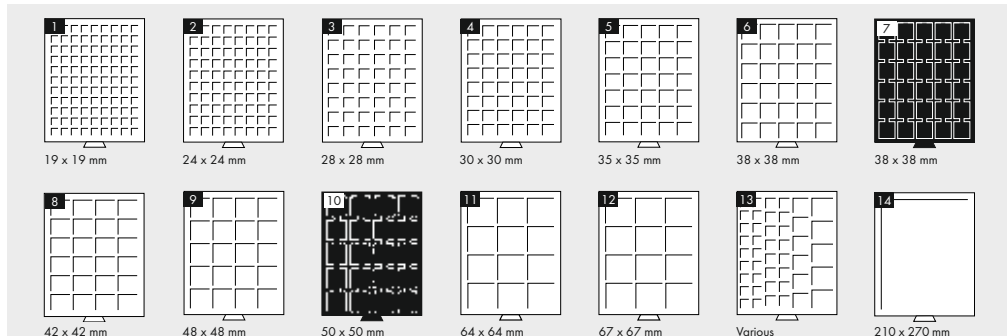 1 2 3 4 5 6 7
19 x 19 mm 24 x 24 mm 28 x 28 mm 30 x 30 mm 35 x 35 mm 38 x 38 mm 38 x 38 mm
8 9 10 11 12 13 14
42 x 42 mm 48 x 48 mm 50 x 50 mm 64 x 64 mm 67 x 67 mm Various 210 x 270 mm